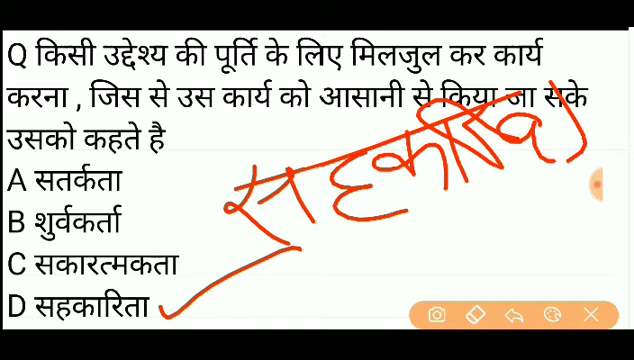 Q किसी उद्देश्य की पूर्ति के लिए मिलजुल कर कार्य
करना , जिस से उस कार्य को आसानी से किया जा सके
उसको कहते है
A सतर्कता
B शुर्वकर्ता
C सकारत्मकता
D सहकारिता